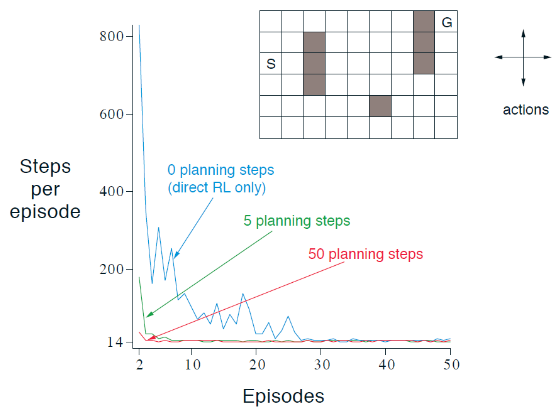 G
S
actions
800
600
400
200
14
Steps
per
episode
0 planning steps
(direct RL only)
5 planning steps
50 planning steps
2
10
20
30
40
50
Episodes